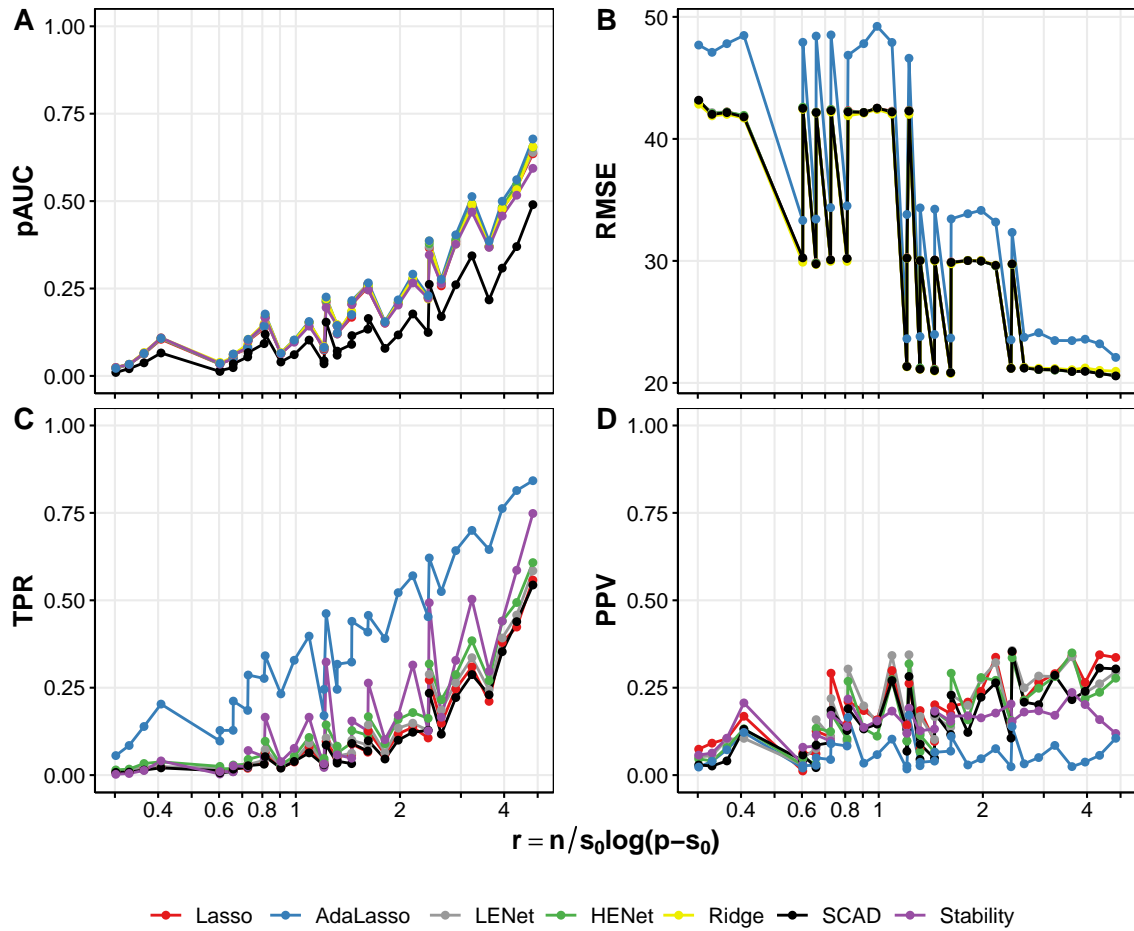 A
B
1.00
0.75
0.50
0.25
0.00
pAUC
50
40
30
20
RMSE
C
D
1.00
0.75
0.50
0.25
0.00
TPR
1.00
0.75
0.50
0.25
0.00
PPV
0.4 0.6 0.8 1 2 4
0.4 0.6 0.8 1 2 4
r = n/s₀log(p−s₀)
Lasso AdaLasso LENet HENet Ridge SCAD Stability